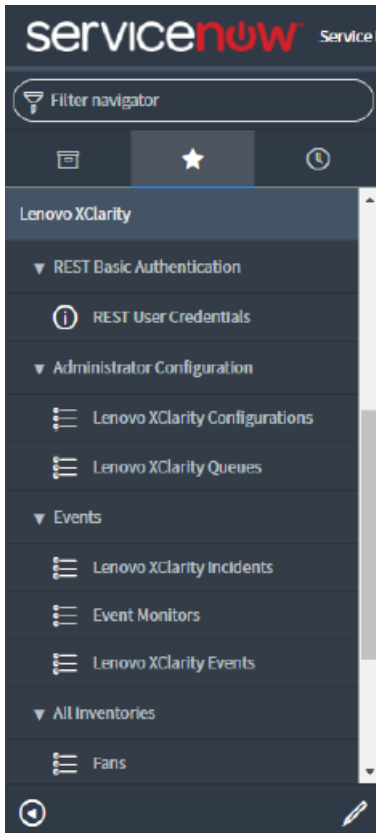 servicenow Service
Filter navigator
Lenovo XClarity
REST Basic Authentication
REST User Credentials
Administrator Configuration
Lenovo XClarity Configurations
Lenovo XClarity Queues
Events
Lenovo XClarity Incidents
Event Monitors
Lenovo XClarity Events
All Inventories
Fans